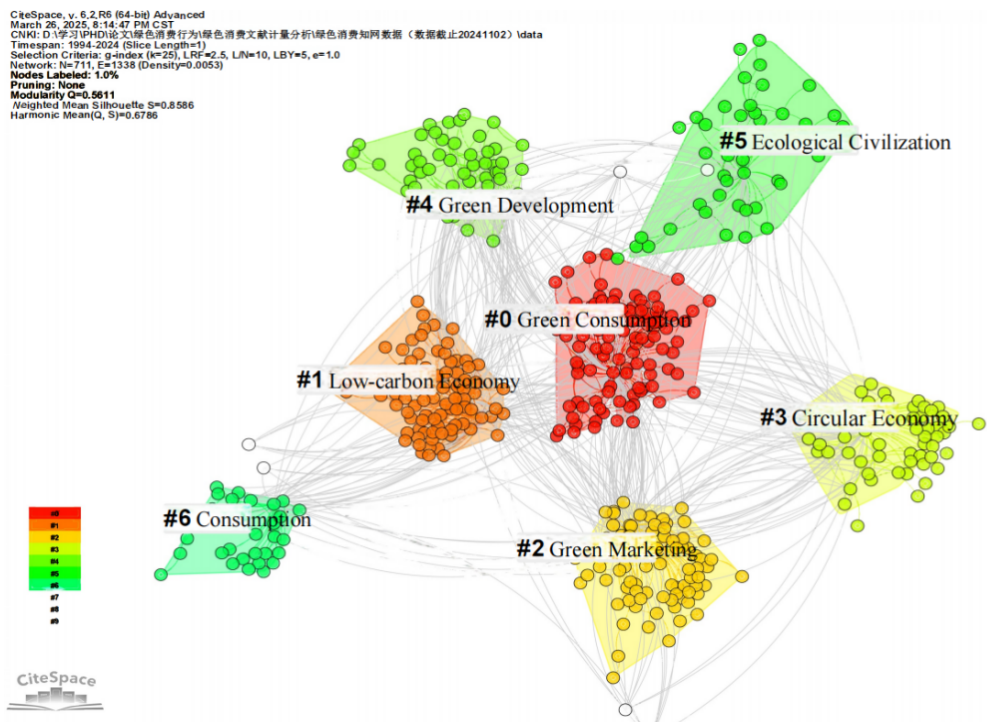 CiteSpace, v. 6.2.R6 (64-bit) Advanced
March 26, 2025, 8:14:47 PM CST
CNKI: D:\学习\PHD\论文\绿色消费行为\绿色消费文献计量分析\绿色消费知网数据（数据截止20241102）\data
Timespan: 1994-2024 (Slice Length=1)
Selection Criteria: g-index (k=25), LRF=2.5, L/N=10, LBY=5, e=1.0
Network: N=711, E=1338 (Density=0.0053)
Nodes Labeled: 1.0%
Pruning: None
Modularity Q=0.5611
Weighted Mean Silhouette S=0.8586
Harmonic Mean(Q, S)=0.6786
#5 Ecological Civilization
#4 Green Development
#0 Green Consumption
#1 Low-carbon Economy
#3 Circular Economy
#6 Consumption
#2 Green Marketing
#0
#1
#2
#3
#4
#5
#6
#7
#8
#9
CiteSpace